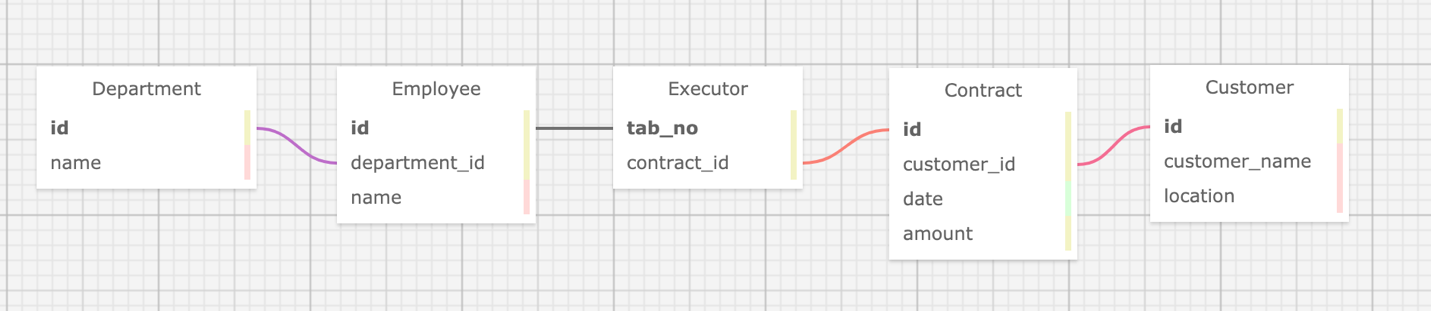 Department
id
name
Employee
id
department_id
name
Executor
tab_no
contract_id
Contract
id
customer_id
date
amount
Customer
id
customer_name
location